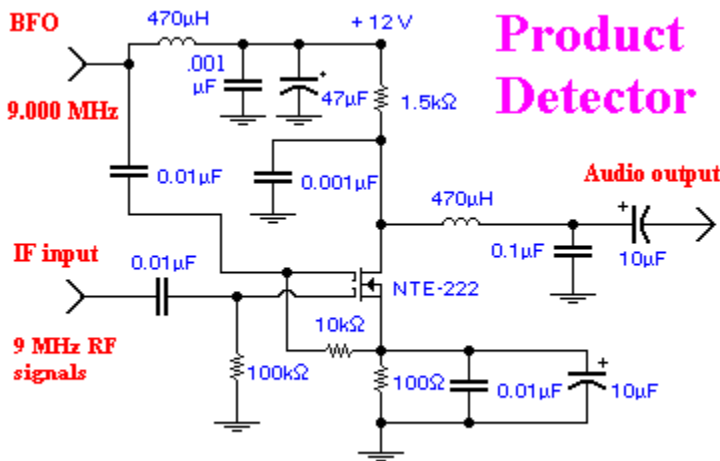 BFO
470µH
+ 12 V
Product
Detector
.001
µF
47µF
+
1.5kΩ
9.000 MHz
0.01µF
0.001µF
Audio output
470µH
+
IF input
0.01µF
0.1µF
10µF
NTE-222
10kΩ
9 MHz RF
signals
100kΩ
100Ω
0.01µF
+
10µF